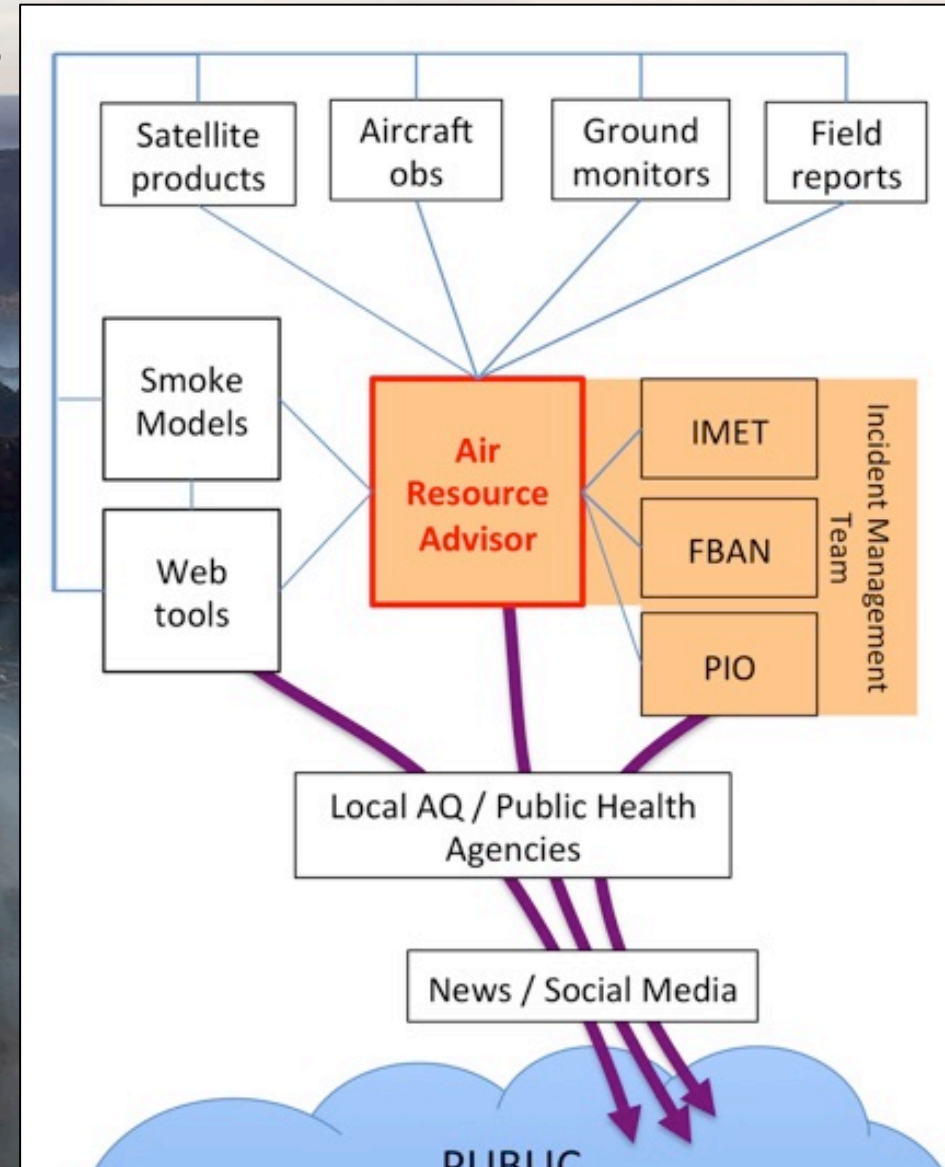 Satellite
products
Aircraft
obs
Ground
monitors
Field
reports
Smoke
Models
Web
tools
Air
Resource
Advisor
IMET
FBAN
PIO
Incident Management
Team
Local AQ / Public Health
Agencies
News / Social Media
PUBLIC